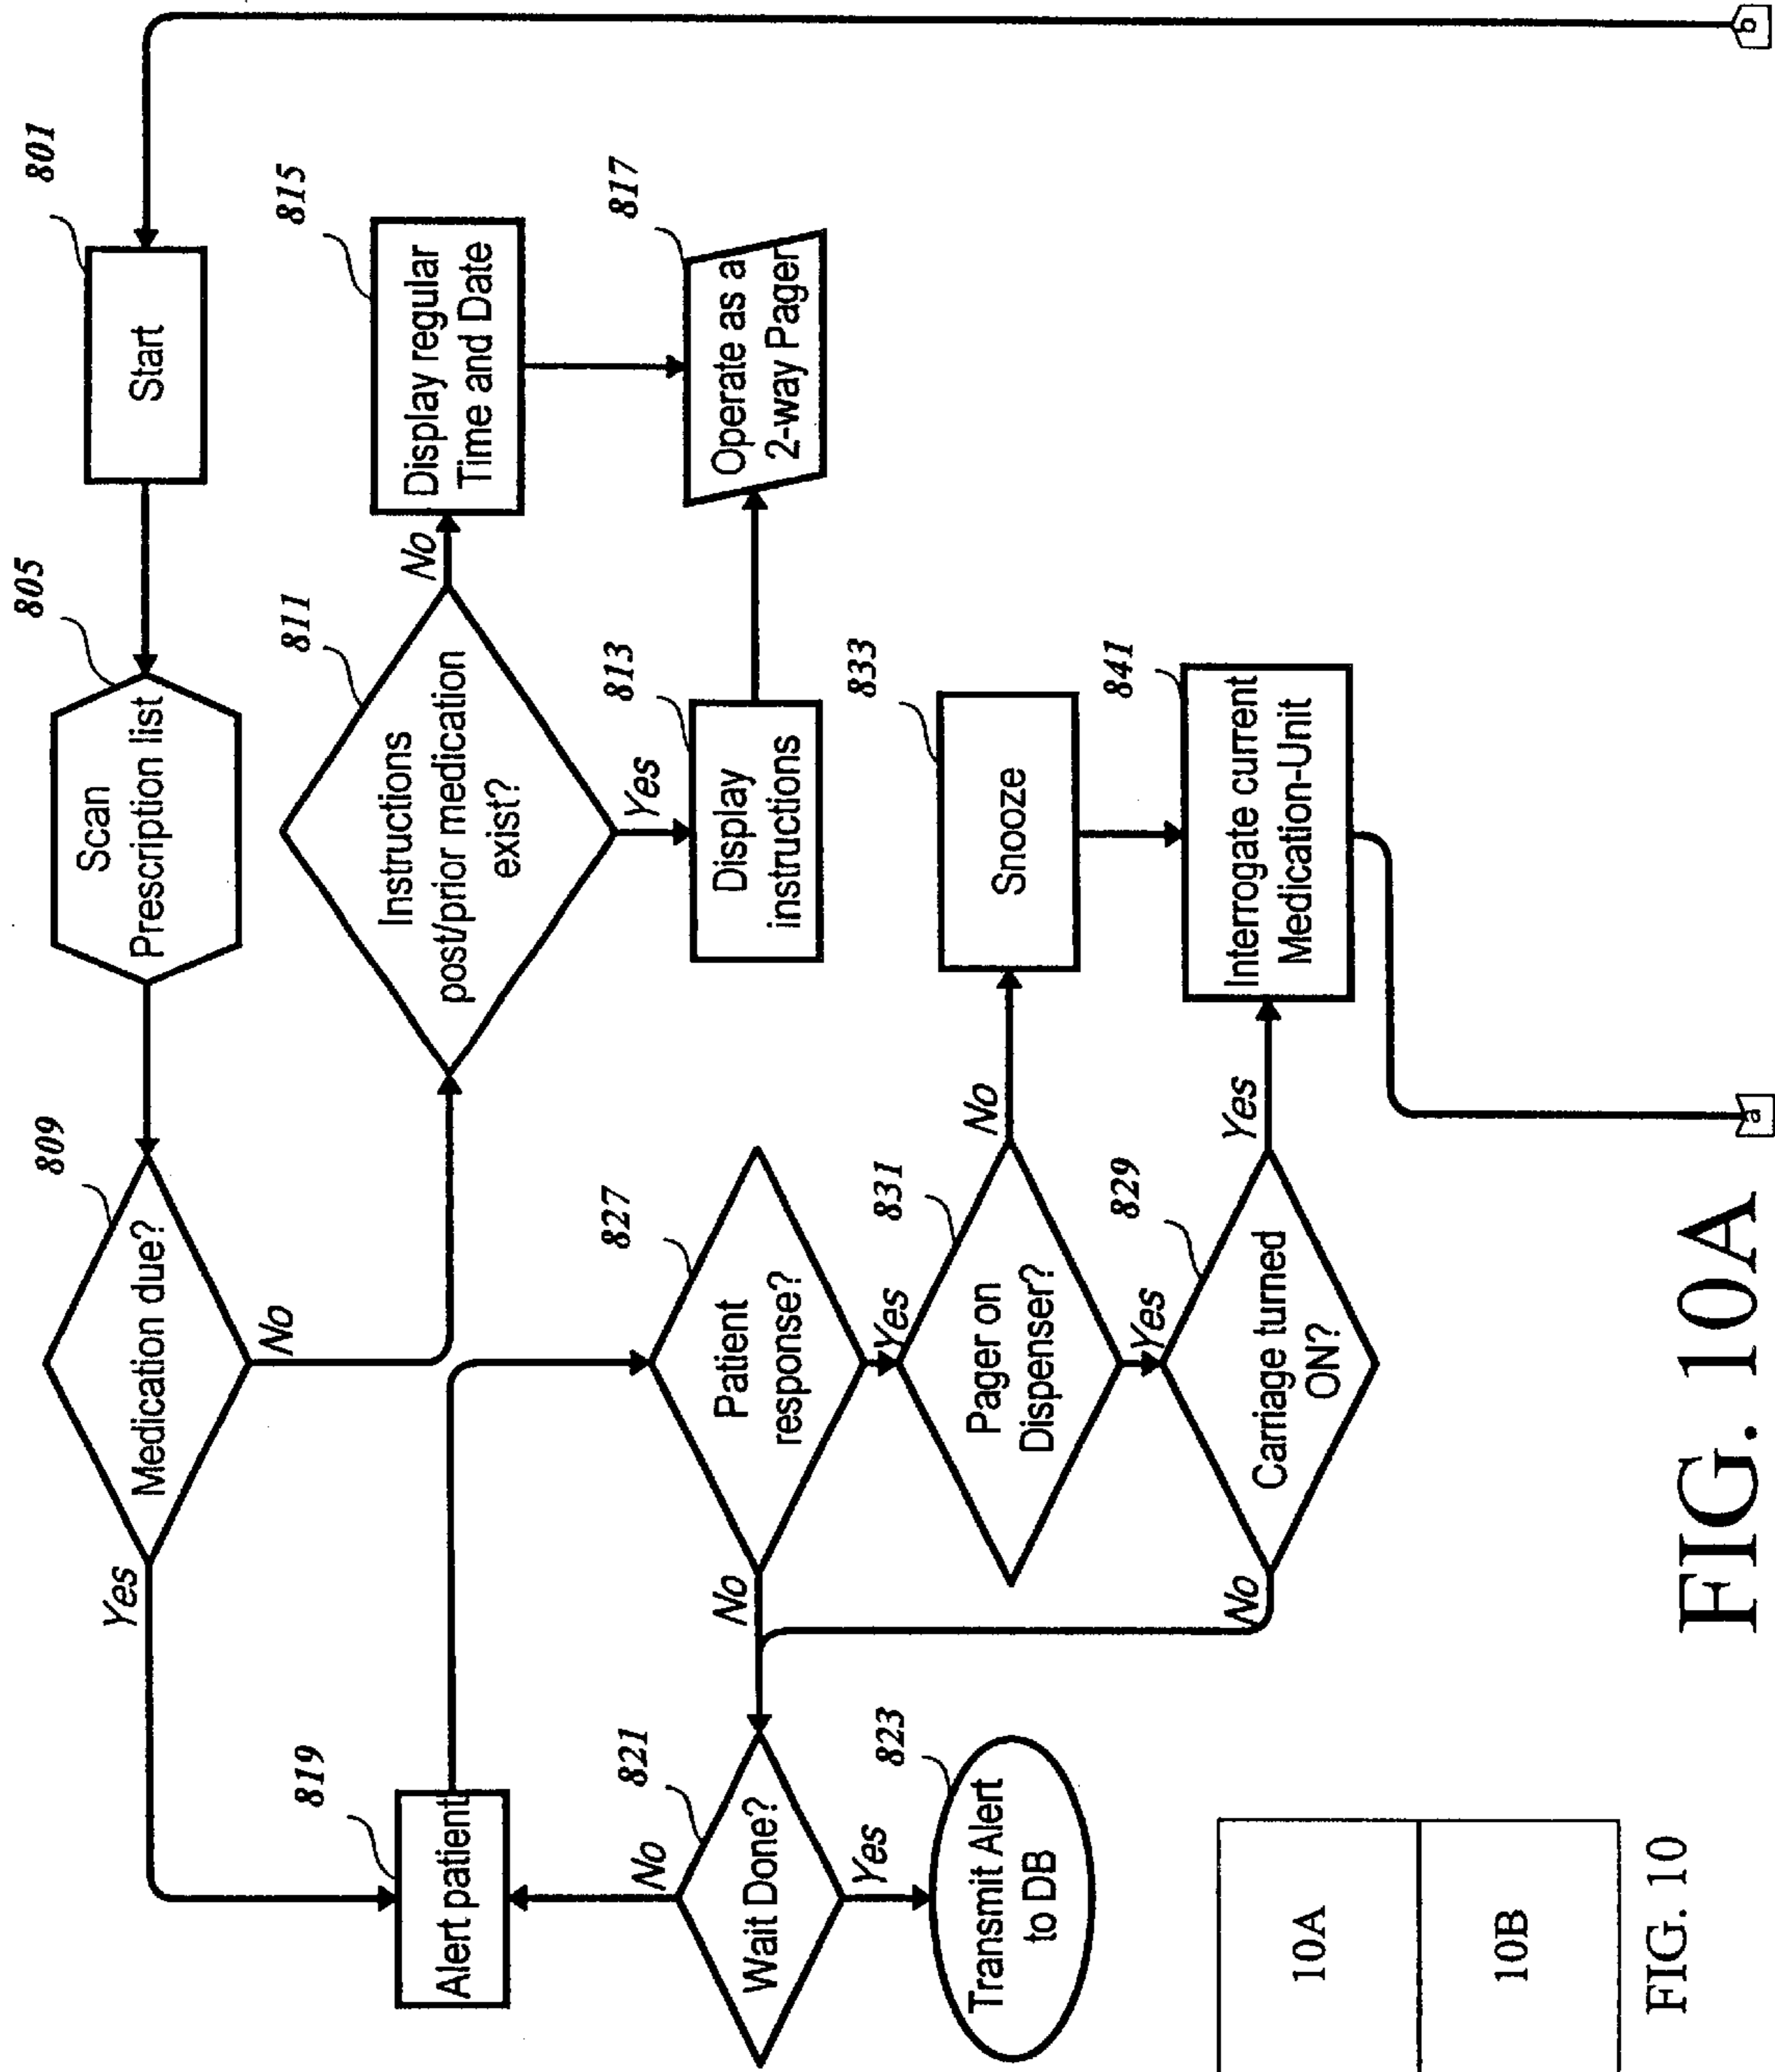 801
Start
805
Scan
Prescription list
809
Medication due?
Yes
No
811
Instructions
post/prior medication
exist?
No
Yes
815
Display regular
Time and Date
813
Display
instructions
817
Operate as a
2-way Pager
819
Alert patient
827
Patient
response?
No
Yes
821
Wait Done?
No
Yes
823
Transmit Alert
to DB
831
Pager on
Dispenser?
No
Yes
833
Snooze
829
Carriage turned
ON?
No
Yes
841
Interrogate current
Medication-Unit
a
b
10A
10B
FIG. 10
FIG. 10A